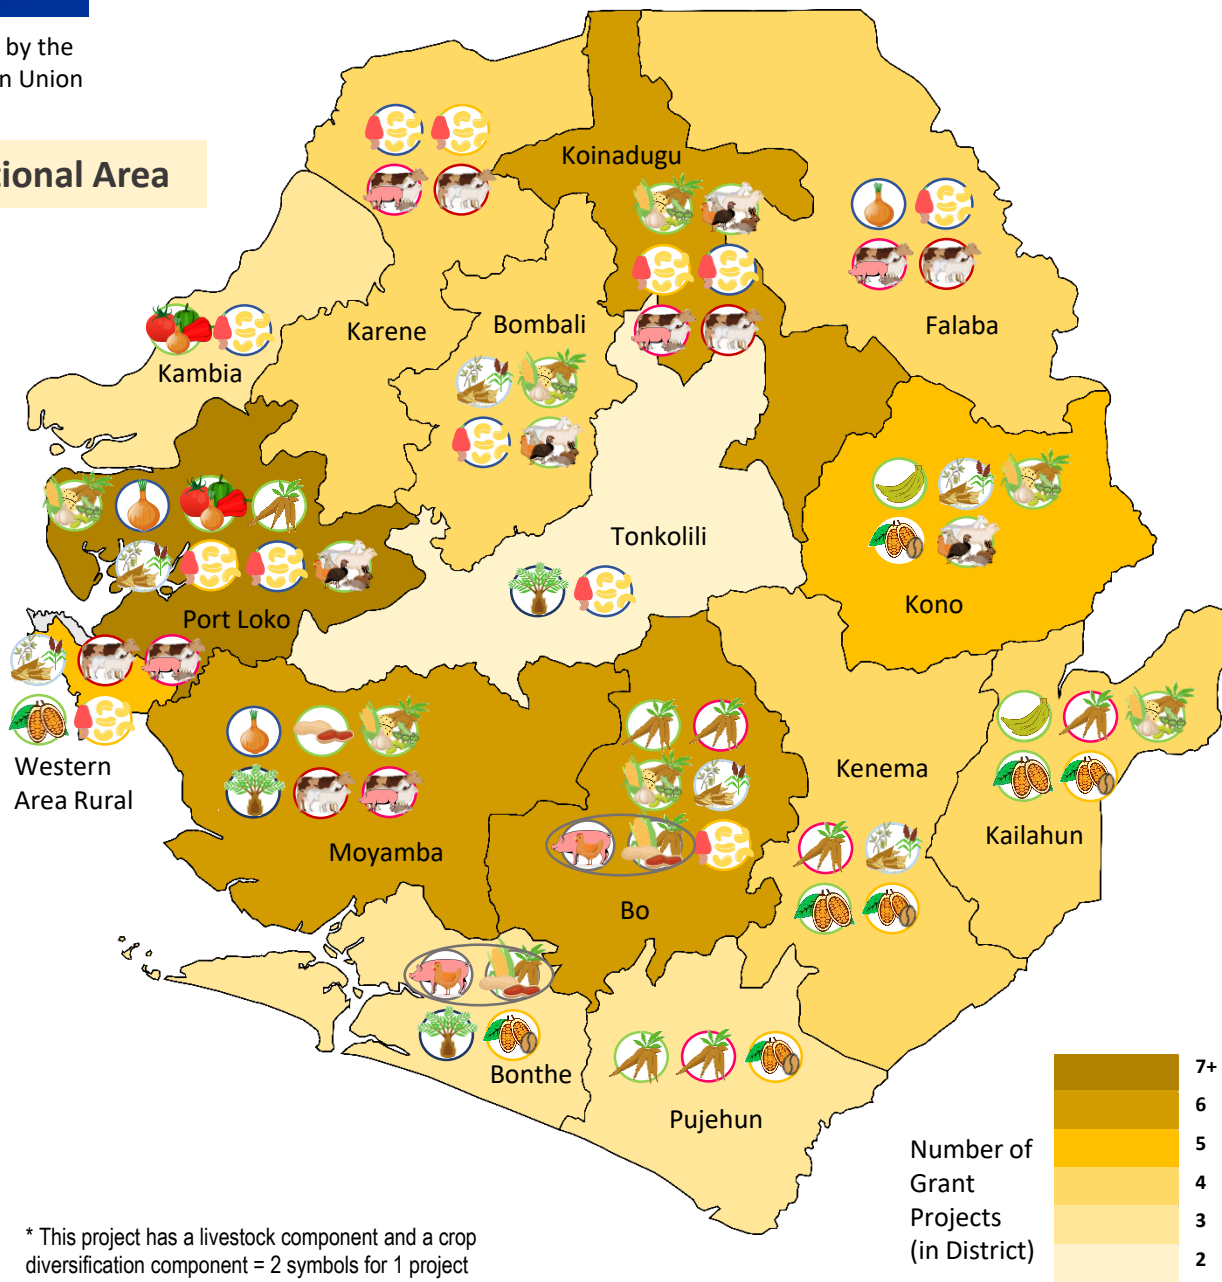 by the
n Union
tional Area
Koinadugu
Falaba
Karene
Bombali
Kambia
Tonkolili
Kono
Port Loko
Western
Area Rural
Kenema
Kailahun
Moyamba
Bo
Bonthe
Pujehun
Number of
Grant
Projects
(in District)
7+
6
5
4
3
2
* This project has a livestock component and a crop
diversification component = 2 symbols for 1 project